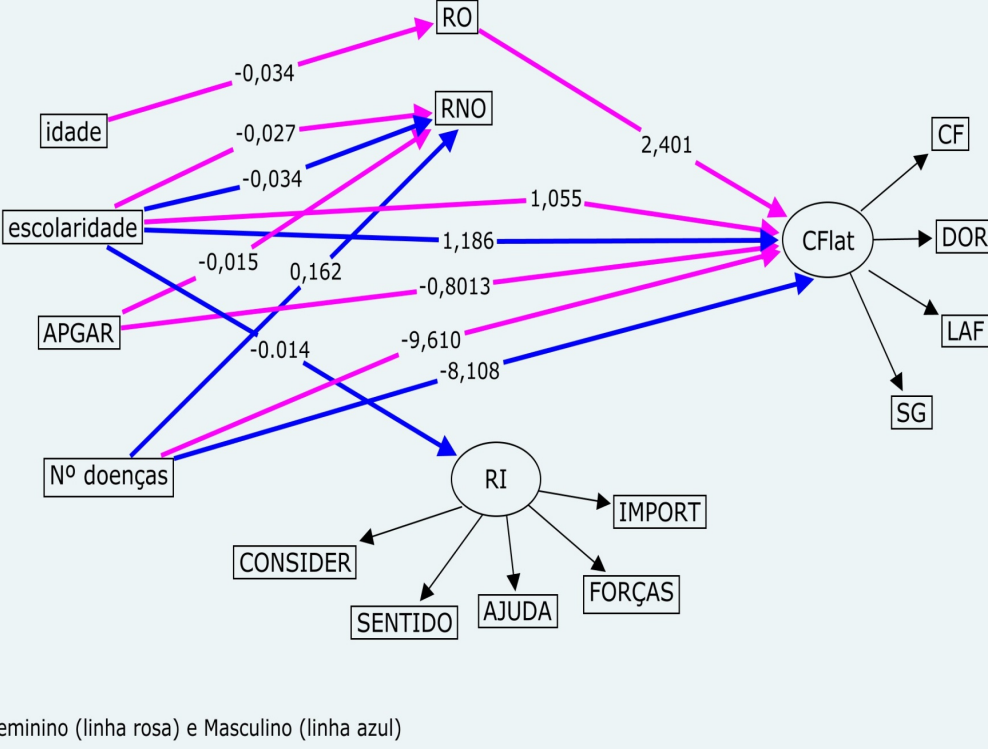 RO
-0,034
RNO
idade
-0,027
CF
2,401
-0,034
1,055
escolaridade
1,186
CFlat
DOR
-0,015
0,162
-0,8013
APGAR
LAF
-9,610
-0.014
-8,108
SG
Nº doenças
RI
IMPORT
CONSIDER
FORÇAS
AJUDA
SENTIDO
eminino (linha rosa) e Masculino (linha azul)